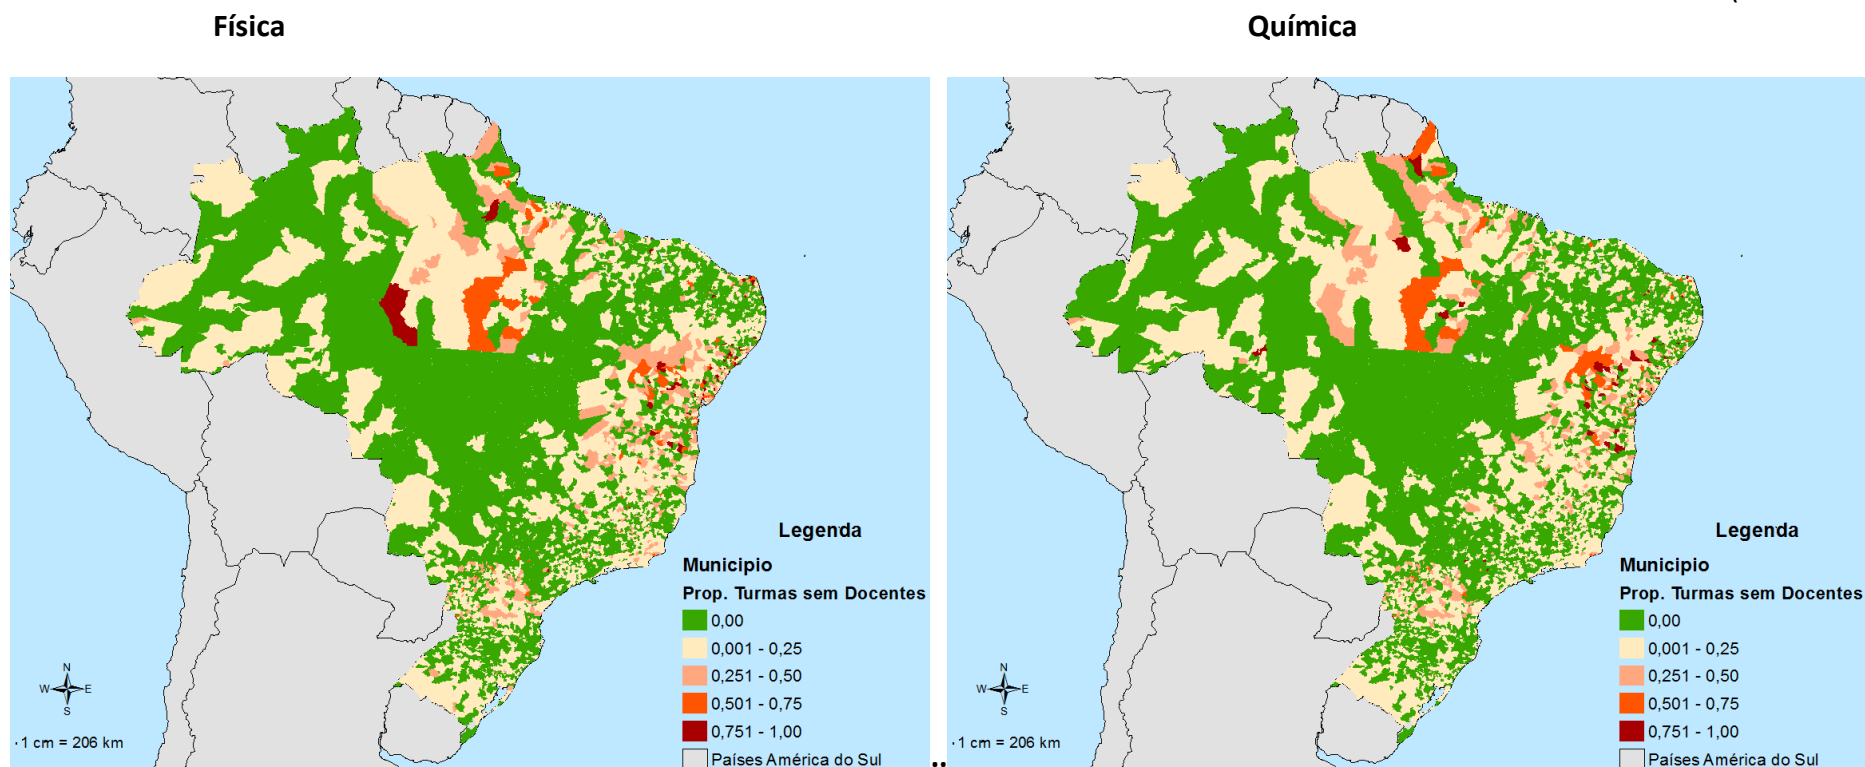 Física
Legenda
Municipio
Prop. Turmas sem Docentes
0,00
0,001 - 0,25
0,251 - 0,50
0,501 - 0,75
0,751 - 1,00
Países América do Sul
N
W E
S
1 cm = 206 km
Química
Legenda
Municipio
Prop. Turmas sem Docentes
0,00
0,001 - 0,25
0,251 - 0,50
0,501 - 0,75
0,751 - 1,00
Países América do Sul
N
W E
S
1 cm = 206 km